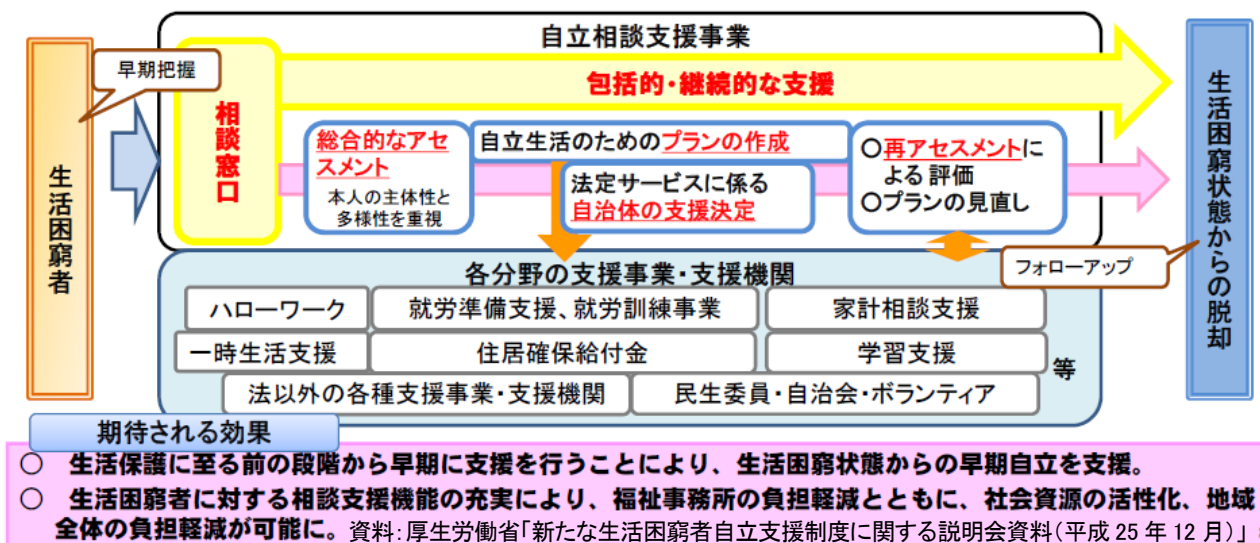 自立相談支援事業
早期把握
包括的・継続的な支援
生活困窮者
相談窓口
総合的なアセ
スメント
本人の主体性と
多様性を重視
自立生活のためのプランの作成
法定サービスに係る
自治体の支援決定
○再アセスメントに
よる評価
○プランの見直し
生活困窮状態からの脱却
フォローアップ
各分野の支援事業・支援機関
ハローワーク
就労準備支援、就労訓練事業
家計相談支援
一時生活支援
住居確保給付金
学習支援
等
法以外の各種支援事業・支援機関
民生委員・自治会・ボランティア
期待される効果
○ 生活保護に至る前の段階から早期に支援を行うことにより、生活困窮状態からの早期自立を支援。
○ 生活困窮者に対する相談支援機能の充実により、福祉事務所の負担軽減とともに、社会資源の活性化、地域
全体の負担軽減が可能に。資料:厚生労働省「新たな生活困窮者自立支援制度に関する説明会資料(平成 25 年 12 月)」